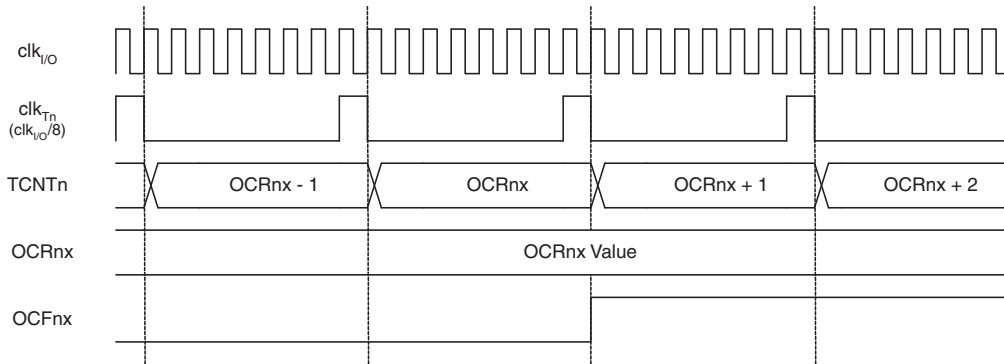 clkI/O
clkTn
(clkI/O/8)
TCNTn OCRnx - 1 OCRnx OCRnx + 1 OCRnx + 2
OCRnx OCRnx Value
OCFnx